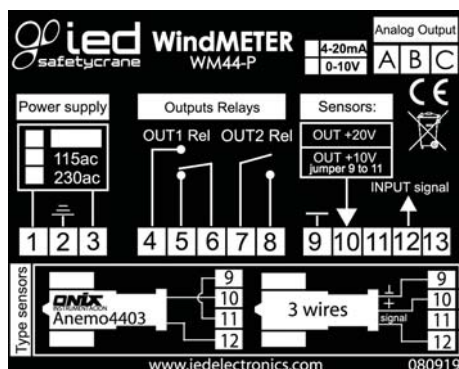 ied
safetycrane
WindMETER
WM44-P
4-20mA
0-10V
Analog Output
A B C
CE
Power supply
115ac
230ac
Outputs Relays
OUT1 Rel OUT2 Rel
Sensors:
OUT +20V
OUT +10V
jumper 9 to 11
INPUT signal
1 2 3 4 5 6 7 8 9 10 11 12 13
Type sensors
ONIX
INSTRUMENTACION
Anemo4403
9
10
11
12
3 wires
signal
9
10
11
12
www.iedelectronics.com
080919